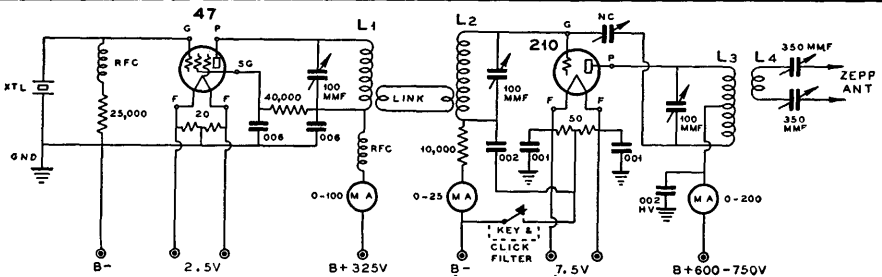 47
G P
SG
F F
RFC
XTL
25,000
20
40,000
006
006
100
MMF
GND
L1
LINK
RFC
0-100
MA
L2
210
G
NC
P
F F
100
MMF
10,000
002
001
50
001
0-25
MA
KEY &
CLICK
FILTER
L3
L4
350 MMF
ZEPP
ANT
350
MMF
100
MMF
002
HV
MA
0-200
B-
2.5V
B+325V
B-
7.5V
B+600-750V